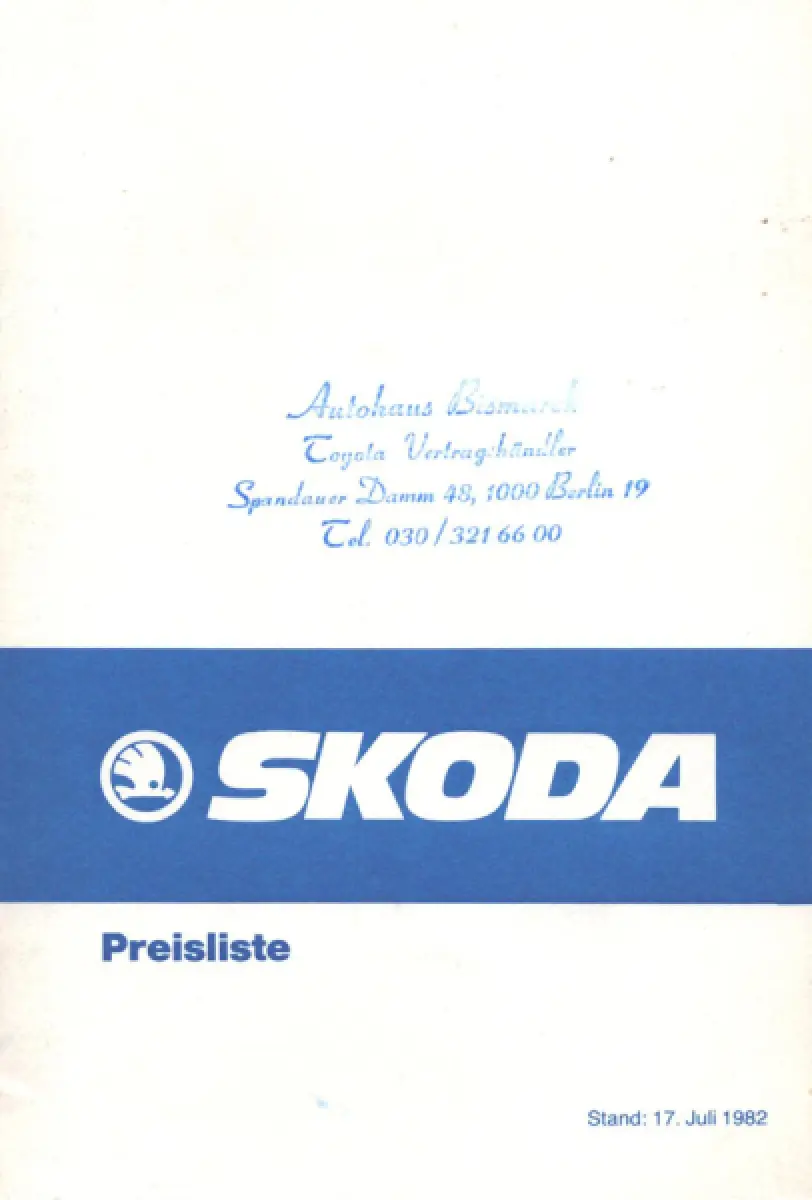 Autohaus Bismarck
Toyota Vertragshändler
Spandauer Damm 48, 1000 Berlin 19
Tel. 030/321 66 00
SKODA
Preisliste
Stand: 17. Juli 1982